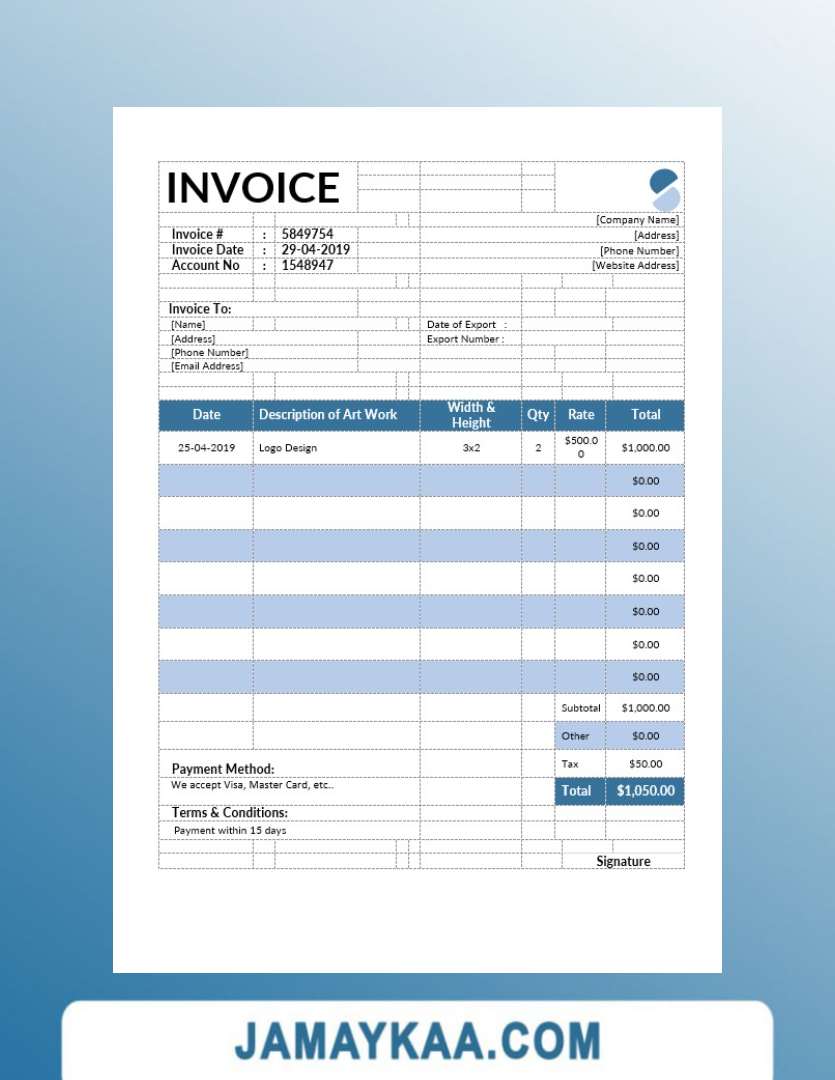 INVOICE
[Company Name]
Invoice # : 5849754 [Address]
Invoice Date : 29-04-2019 [Phone Number]
Account No : 1548947 [Website Address]
Invoice To:
[Name] Date of Export :
[Address] Export Number :
[Phone Number]
[Email Address]
Date Description of Art Work Width & Height Qty Rate Total
25-04-2019 Logo Design 3x2 2 $500.00 $1,000.00
$0.00
$0.00
$0.00
$0.00
$0.00
$0.00
$0.00
Subtotal $1,000.00
Other $0.00
Payment Method: Tax $50.00
We accept Visa, Master Card, etc..
Total $1,050.00
Terms & Conditions:
Payment within 15 days
Signature
JAMAYKAA.COM